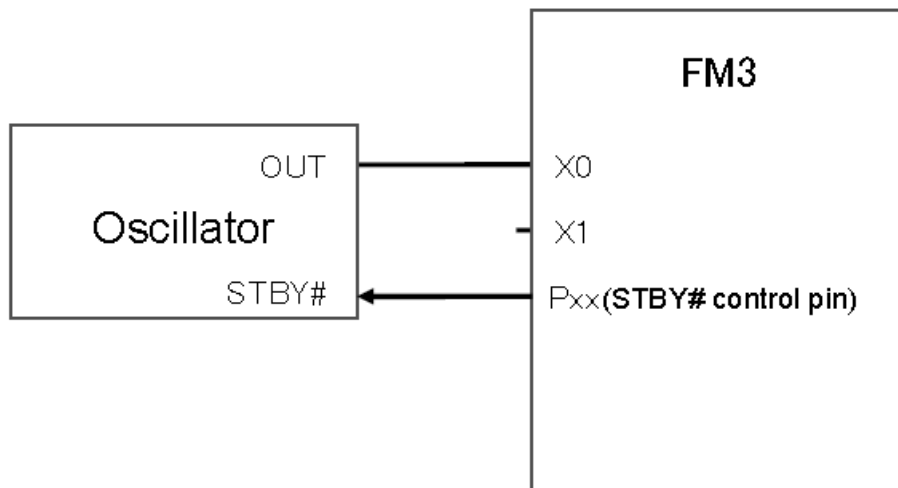 FM3
OUT
X0
Oscillator
X1
STBY#
Pxx(STBY# control pin)